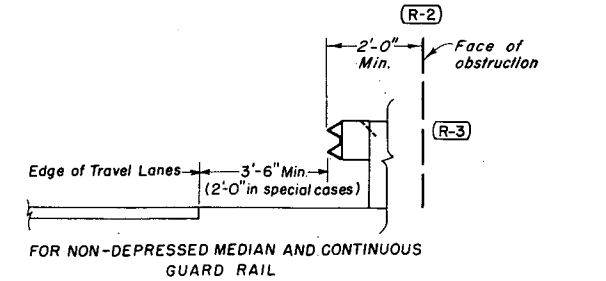 R-2
2'-0"
Min.
Face of
obstruction
R-3
Edge of Travel Lanes
3'-6" Min.
(2'-0" in special cases)
FOR NON-DEPRESSED MEDIAN AND CONTINUOUS
GUARD RAIL